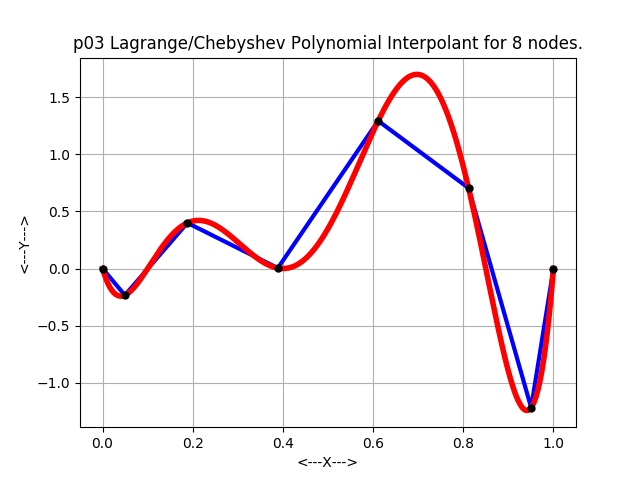 p03 Lagrange/Chebyshev Polynomial Interpolant for 8 nodes.
1.5
1.0
0.5
0.0
−0.5
−1.0
<---Y--->
0.0 0.2 0.4 0.6 0.8 1.0
<---X--->